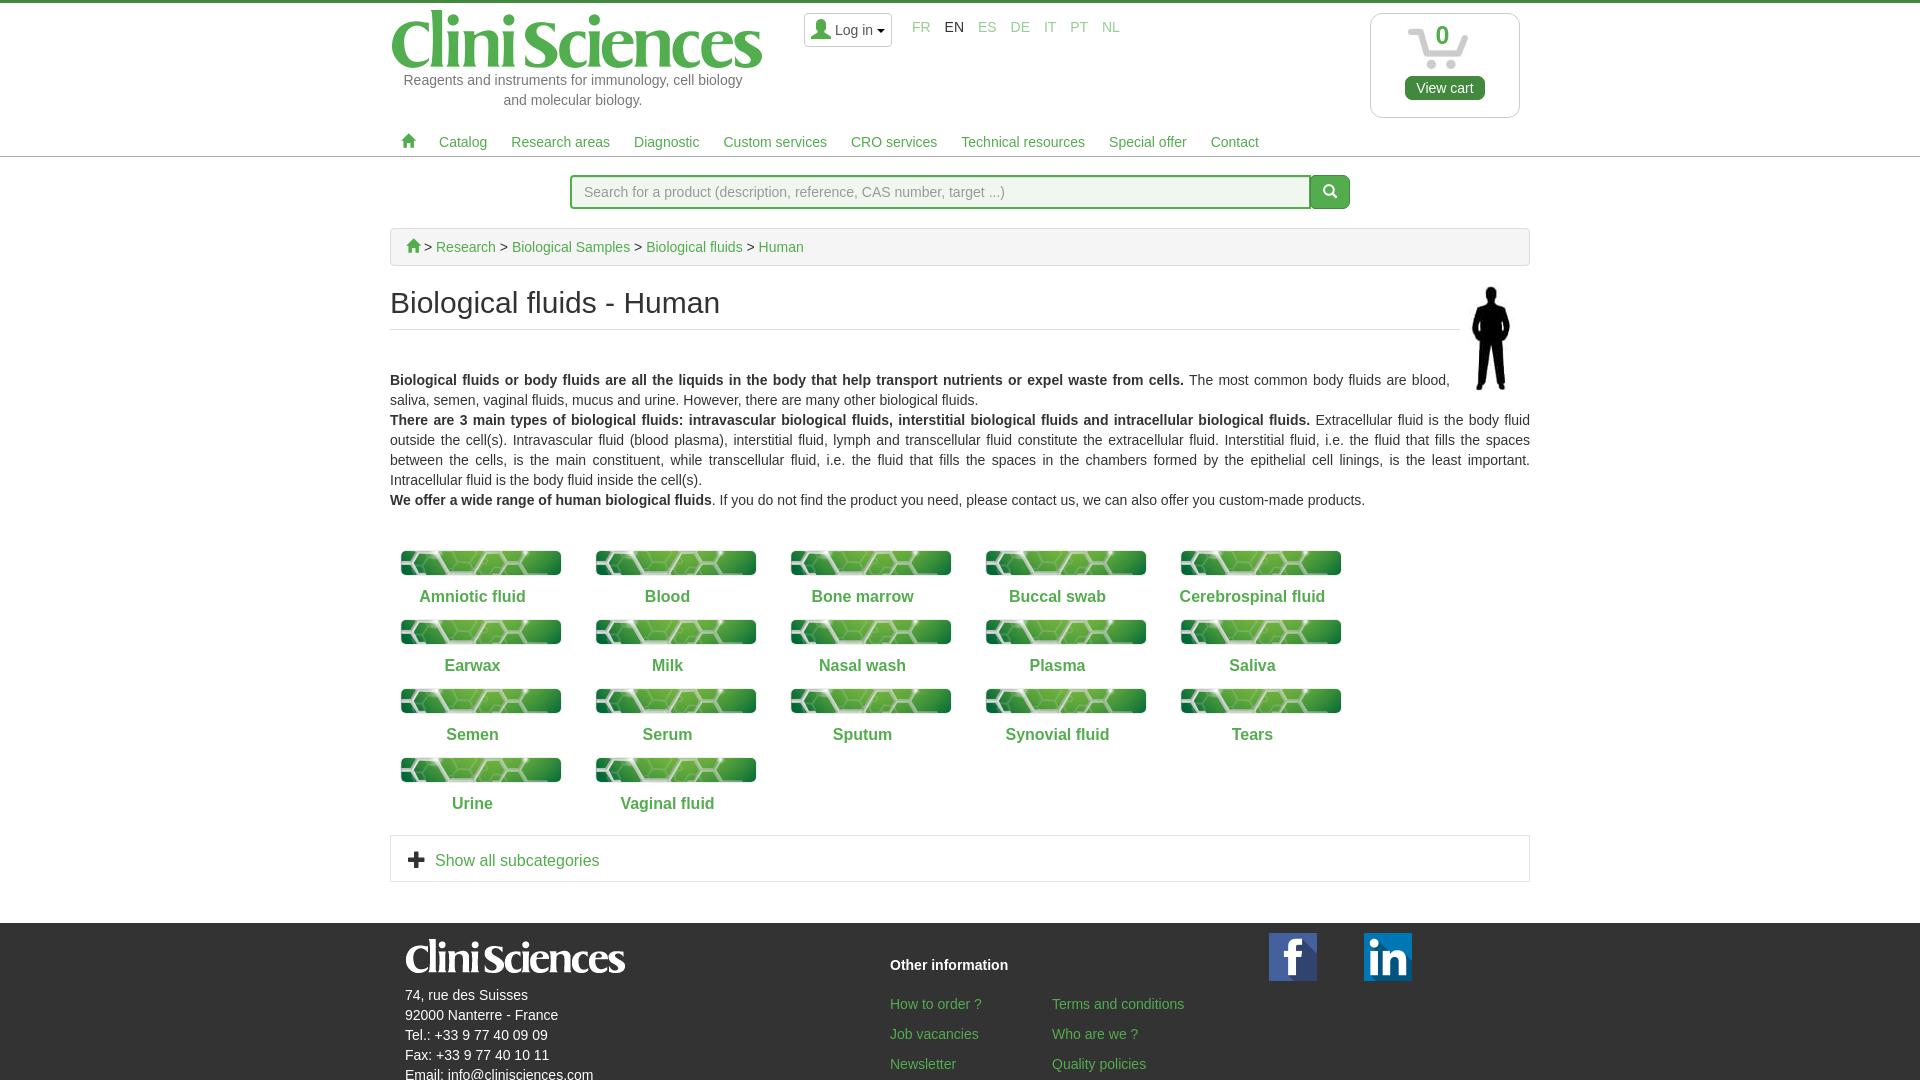 CliniSciences
Reagents and instruments for immunology, cell biology
and molecular biology.
Log in
FR EN ES DE IT PT NL
0
View cart
Catalog Research areas Diagnostic Custom services CRO services Technical resources Special offer Contact
Search for a product (description, reference, CAS number, target ...)
> Research > Biological Samples > Biological fluids > Human
Biological fluids - Human
Biological fluids or body fluids are all the liquids in the body that help transport nutrients or expel waste from cells. The most common body fluids are blood,
saliva, semen, vaginal fluids, mucus and urine. However, there are many other biological fluids.
There are 3 main types of biological fluids: intravascular biological fluids, interstitial biological fluids and intracellular biological fluids. Extracellular fluid is the body fluid
outside the cell(s). Intravascular fluid (blood plasma), interstitial fluid, lymph and transcellular fluid constitute the extracellular fluid. Interstitial fluid, i.e. the fluid that fills the spaces
between the cells, is the main constituent, while transcellular fluid, i.e. the fluid that fills the spaces in the chambers formed by the epithelial cell linings, is the least important.
Intracellular fluid is the body fluid inside the cell(s).
We offer a wide range of human biological fluids. If you do not find the product you need, please contact us, we can also offer you custom-made products.
Amniotic fluid Blood Bone marrow Buccal swab Cerebrospinal fluid
Earwax Milk Nasal wash Plasma Saliva
Semen Serum Sputum Synovial fluid Tears
Urine Vaginal fluid
Show all subcategories
CliniSciences
74, rue des Suisses
92000 Nanterre - France
Tel.: +33 9 77 40 09 09
Fax: +33 9 77 40 10 11
Email: info@clinisciences.com
Other information
How to order ? Terms and conditions
Job vacancies Who are we ?
Newsletter Quality policies
f in